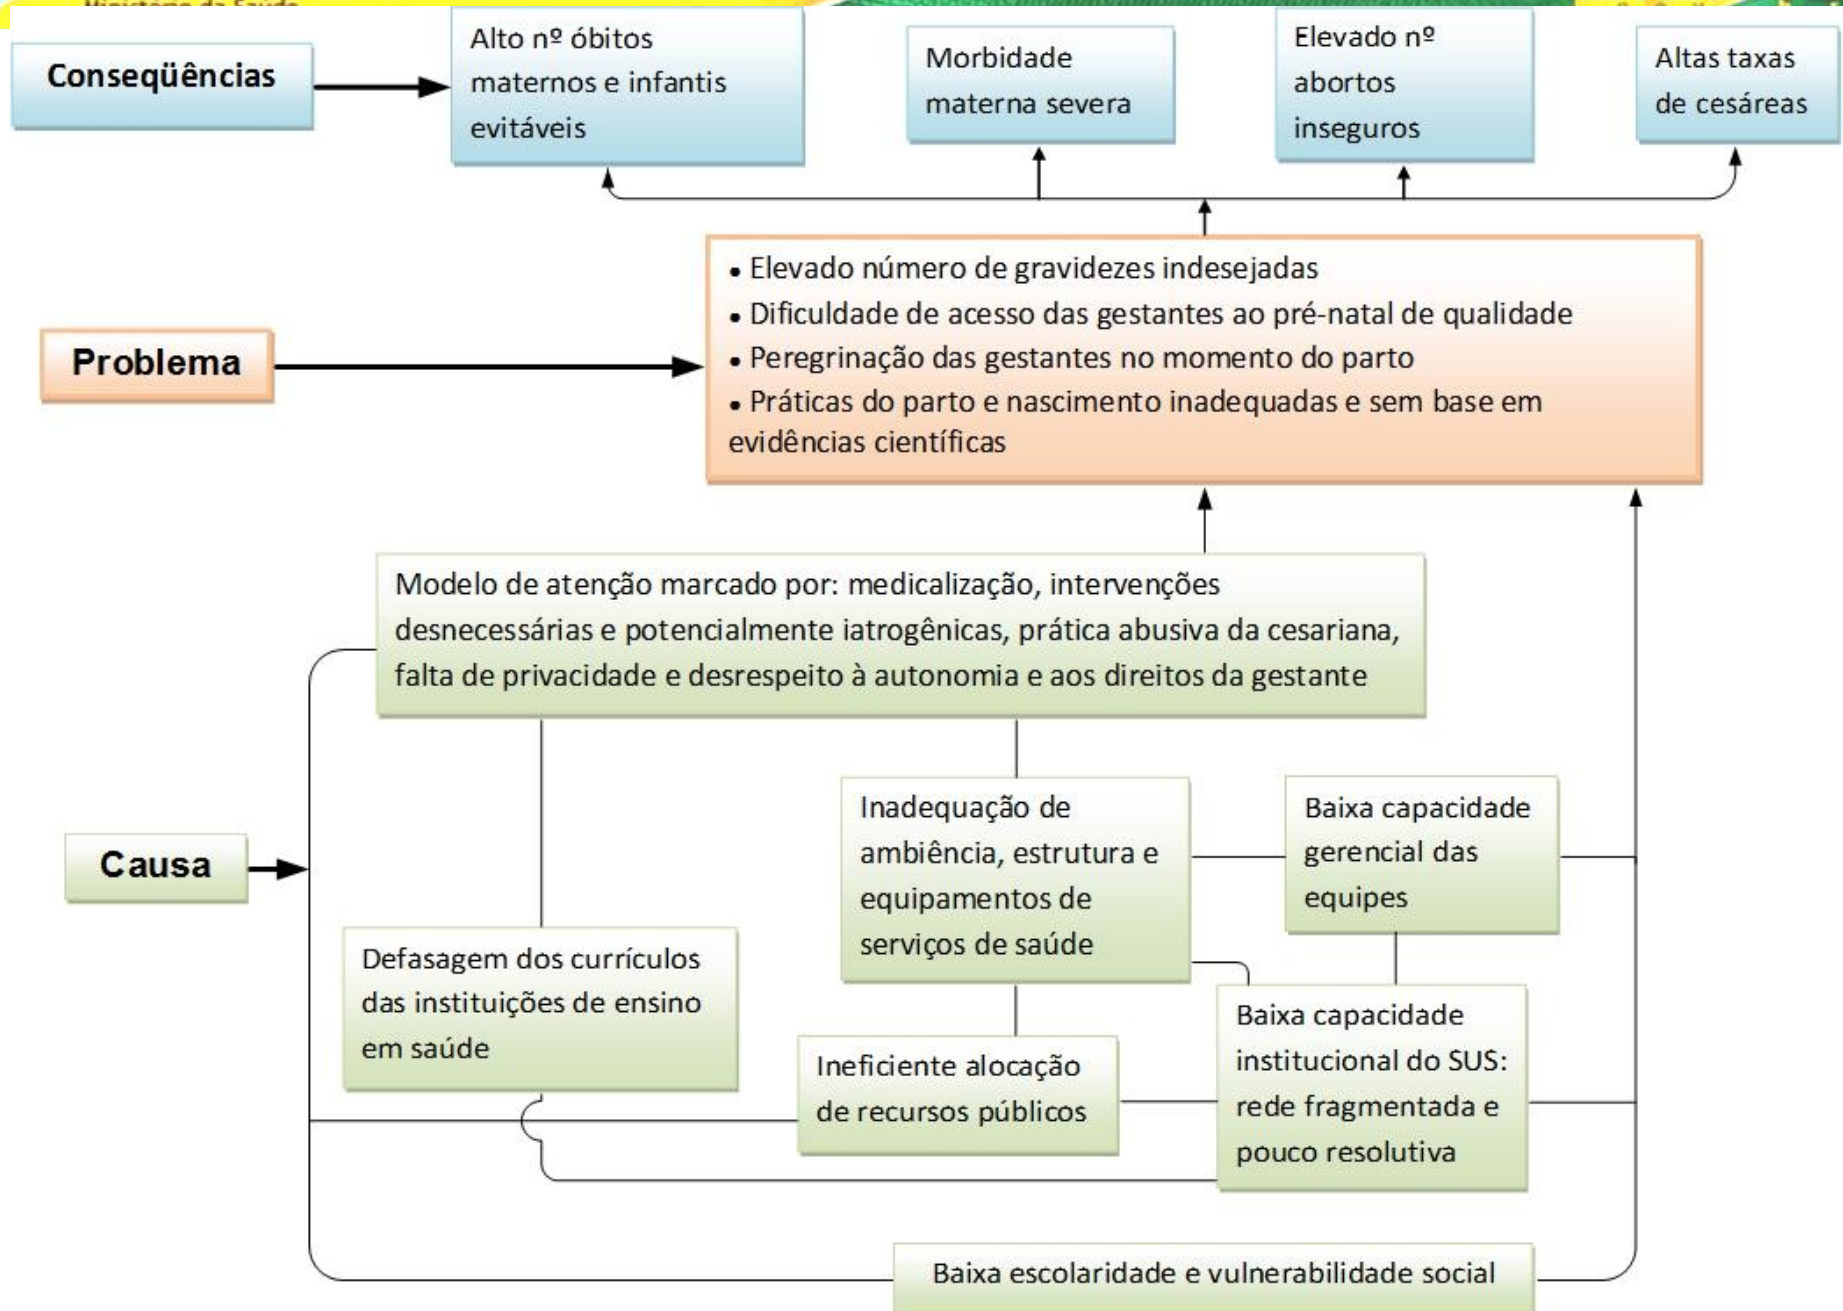 Ministério da Saúde
Conseqüências
Alto nº óbitos
maternos e infantis
evitáveis
Morbidade
materna severa
Elevado nº
abortos
inseguros
Altas taxas
de cesáreas
Problema
• Elevado número de gravidezes indesejadas
• Dificuldade de acesso das gestantes ao pré-natal de qualidade
• Peregrinação das gestantes no momento do parto
• Práticas do parto e nascimento inadequadas e sem base em
evidências científicas
Modelo de atenção marcado por: medicalização, intervenções
desnecessárias e potencialmente iatrogênicas, prática abusiva da cesariana,
falta de privacidade e desrespeito à autonomia e aos direitos da gestante
Causa
Inadequação de
ambiência, estrutura e
equipamentos de
serviços de saúde
Baixa capacidade
gerencial das
equipes
Defasagem dos currículos
das instituições de ensino
em saúde
Ineficiente alocação
de recursos públicos
Baixa capacidade
institucional do SUS:
rede fragmentada e
pouco resolutiva
Baixa escolaridade e vulnerabilidade social